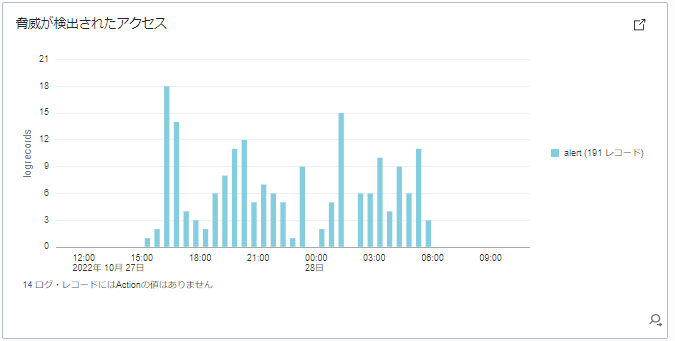 脅威が検出されたアクセス
21
18
15
12
9
6
3
0
logrecords
12:00 15:00 18:00 21:00 00:00 03:00 06:00 09:00
2022年 10月 27日 28日
alert (191 レコード)
14 ログ・レコードにはActionの値はありません